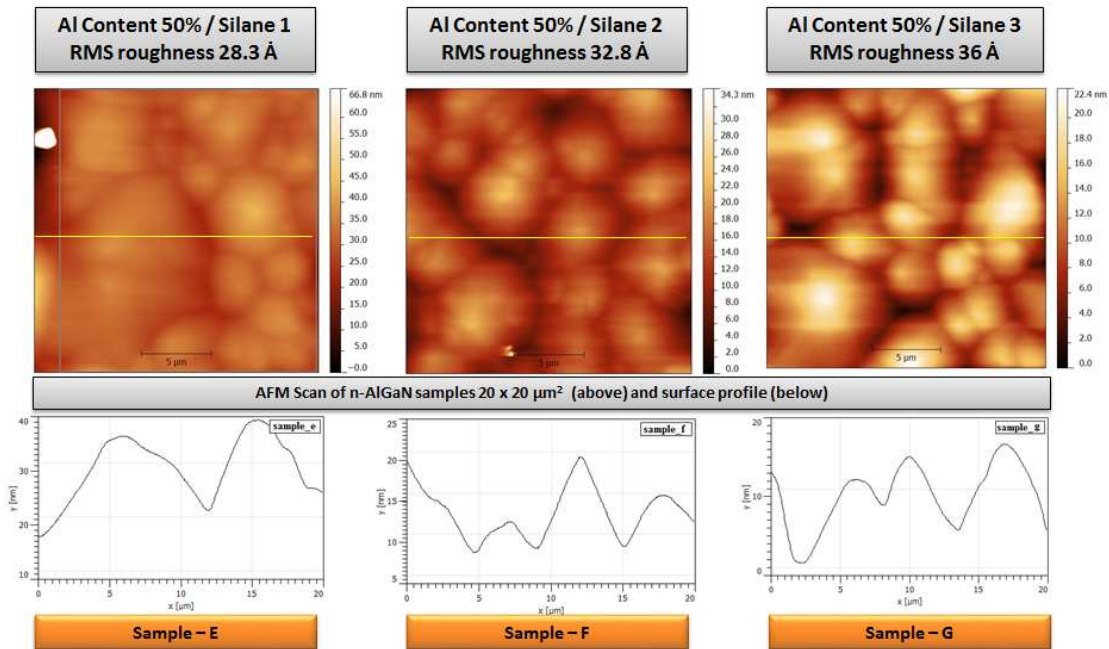 Al Content 50% / Silane 1
RMS roughness 28.3 Å
Al Content 50% / Silane 2
RMS roughness 32.8 Å
Al Content 50% / Silane 3
RMS roughness 36 Å
66.8 nm
60.0
55.0
50.0
45.0
40.0
35.0
30.0
25.0
20.0
15.0
10.0
5.0
−0.0
5 µm
34.3 nm
30.0
28.0
26.0
24.0
22.0
20.0
18.0
16.0
14.0
12.0
10.0
8.0
6.0
4.0
2.0
0.0
5 µm
22.4 nm
20.0
18.0
16.0
14.0
12.0
10.0
8.0
6.0
4.0
2.0
0.0
5 µm
AFM Scan of n-AlGaN samples 20 x 20 µm² (above) and surface profile (below)
sample_e
40
30
20
10
y [nm]
0 5 10 15 20
x [µm]
sample_f
25
20
15
10
5
y [nm]
0 5 10 15 20
x [µm]
sample_g
20
10
0
y [nm]
0 5 10 15 20
x [µm]
Sample – E
Sample – F
Sample – G